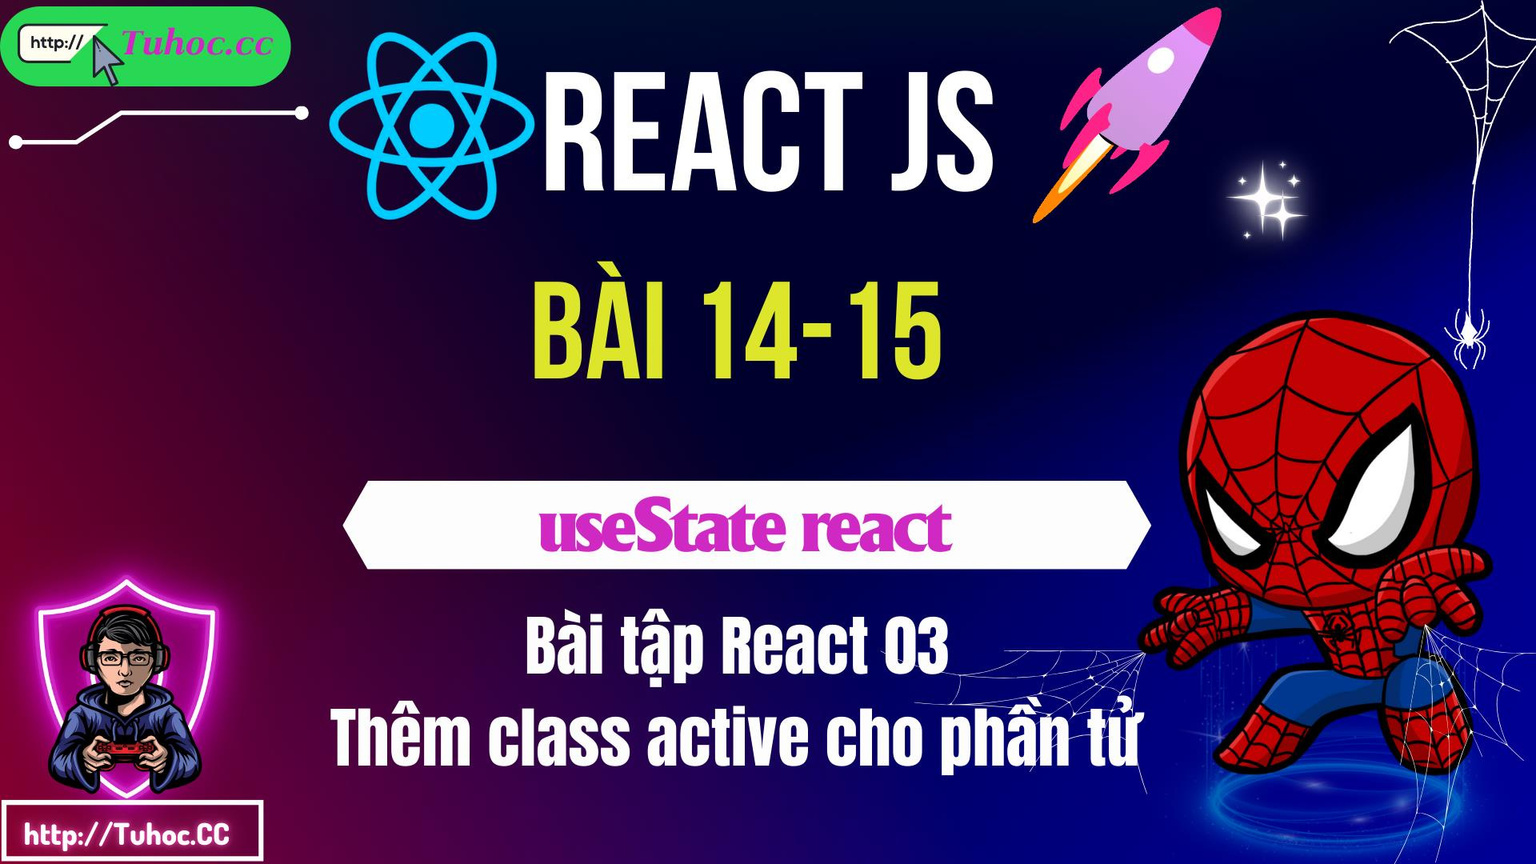 http://
Tuhoc.cc
REACT JS
BÀI 14-15
useState react
Bài tập React 03
Thêm class active cho phần tử
http://Tuhoc.CC